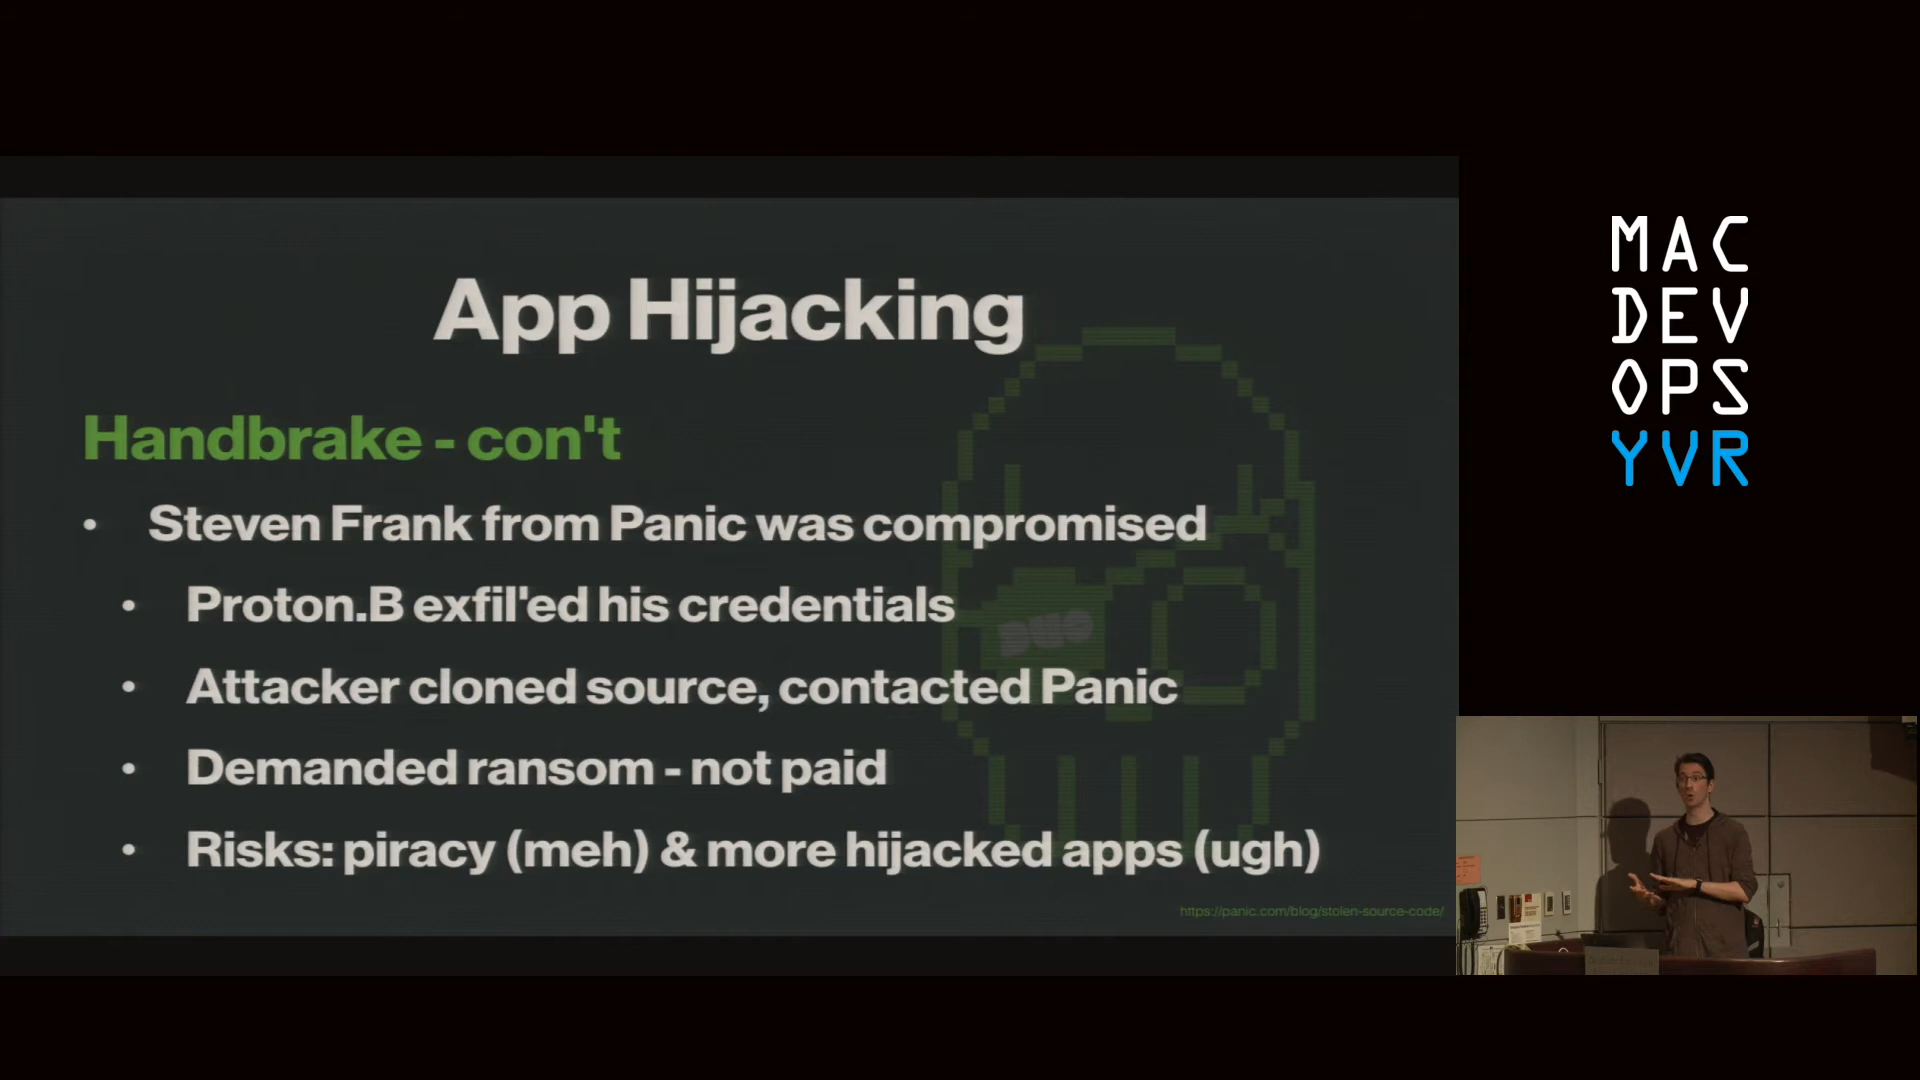 App Hijacking
Handbrake - con't
• Steven Frank from Panic was compromised
• Proton.B exfil'ed his credentials
• Attacker cloned source, contacted Panic
• Demanded ransom - not paid
• Risks: piracy (meh) & more hijacked apps (ugh)
DUO
https://panic.com/blog/stolen-source-code/
MAC
DEV
OPS
YVR